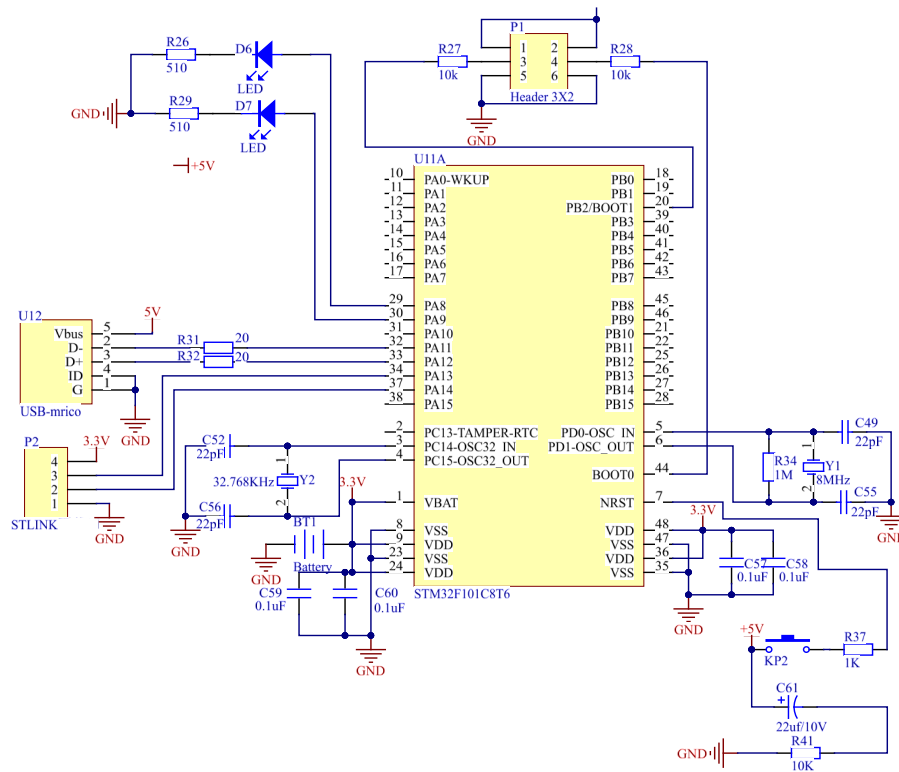 P1
R26
510
D6
LED
R27
10k
1 2
3 4
5 6
R28
10k
Header 3X2
GND
R29
510
D7
LED
GND
+5V
U11A
10 PA0-WKUP
11 PA1
12 PA2
13 PA3
14 PA4
15 PA5
16 PA6
17 PA7
29 PA8
30 PA9
31 PA10
32 PA11
33 PA12
34 PA13
37 PA14
38 PA15
2 PC13-TAMPER-RTC
3 PC14-OSC32_IN
4 PC15-OSC32_OUT
1 VBAT
8 VSS
9 VDD
23 VSS
24 VDD
PB0 18
PB1 19
PB2/BOOT1 20
PB3 39
PB4 40
PB5 41
PB6 42
PB7 43
PB8 45
PB9 46
PB10 21
PB11 22
PB12 25
PB13 26
PB14 27
PB15 28
PD0-OSC_IN 5
PD1-OSC_OUT 6
BOOT0 44
NRST 7
VDD 48
VSS 47
VDD 36
VSS 35
STM32F101C8T6
U12
Vbus 5
D- 2
D+ 3
ID 4
G 1
USB-mrico
5V
R31 20
R32 20
GND
P2
4
3
2
1
STLINK
3.3V
GND
C52
22pF
32.768KHz
1
2
Y2
C56
22pF
GND
3.3V
BT1
Battery
GND
C59
0.1uF
C60
0.1uF
GND
C49
22pF
R34
1M
1
2
Y1
8MHz
C55
22pF
GND
3.3V
C57
0.1uF
C58
0.1uF
GND
+5V
KP2
R37
1K
+
C61
22uf/10V
R41
10K
GND